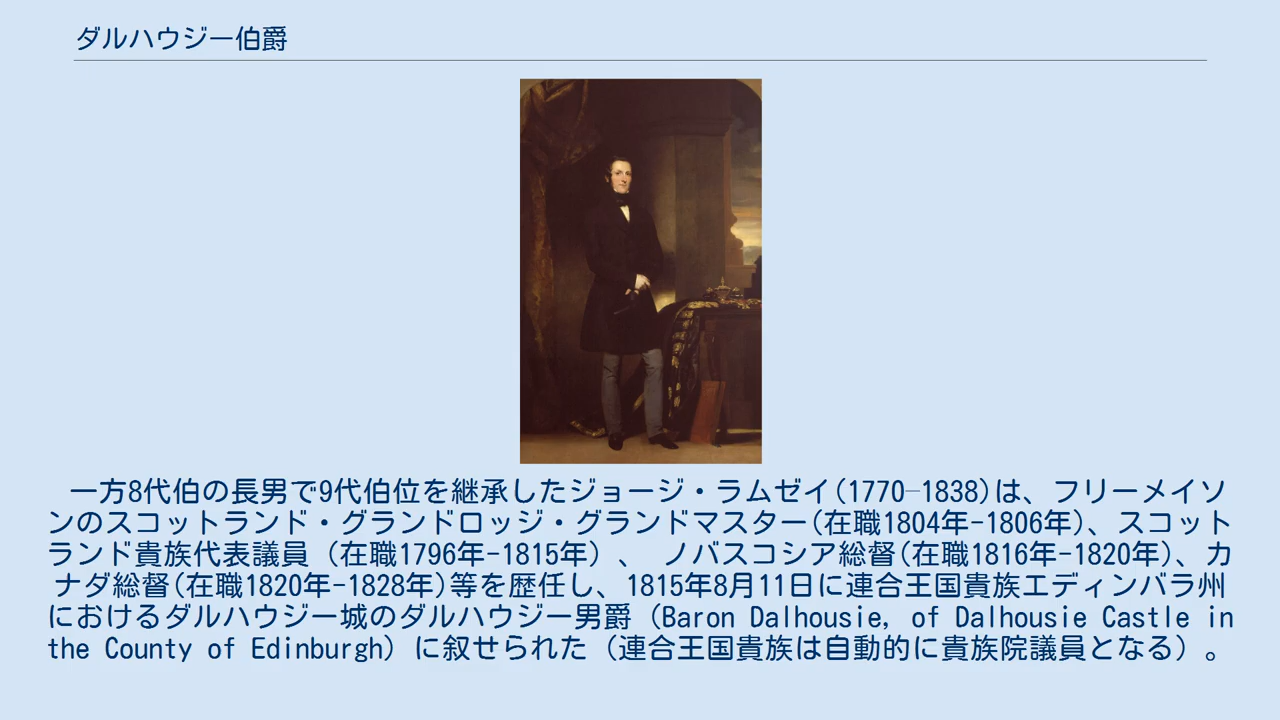 ダルハウジー伯爵
一方8代伯の長男で9代伯位を継承したジョージ・ラムゼイ(1770–1838)は、フリーメイソ
ンのスコットランド・グランドロッジ・グランドマスター(在職1804年-1806年)、スコット
ランド貴族代表議員（在職1796年-1815年）、 ノバスコシア総督(在職1816年-1820年)、カ
ナダ総督(在職1820年-1828年)等を歴任し、1815年8月11日に連合王国貴族エディンバラ州
におけるダルハウジー城のダルハウジー男爵（Baron Dalhousie, of Dalhousie Castle in
the County of Edinburgh）に叙せられた（連合王国貴族は自動的に貴族院議員となる）。